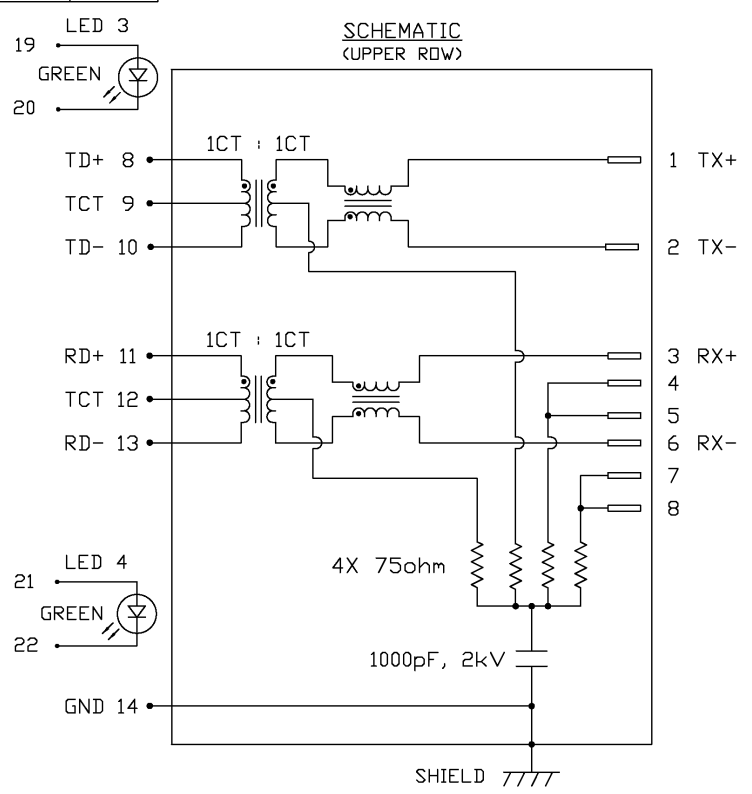 SCHEMATIC
(UPPER ROW)
LED 3
19
GREEN
20
1CT : 1CT
TD+ 8
TCT 9
TD- 10
1 TX+
2 TX-
1CT : 1CT
RD+ 11
TCT 12
RD- 13
3 RX+
4
5
6 RX-
7
8
LED 4
21
GREEN
22
4X 75ohm
1000pF, 2kV
GND 14
SHIELD